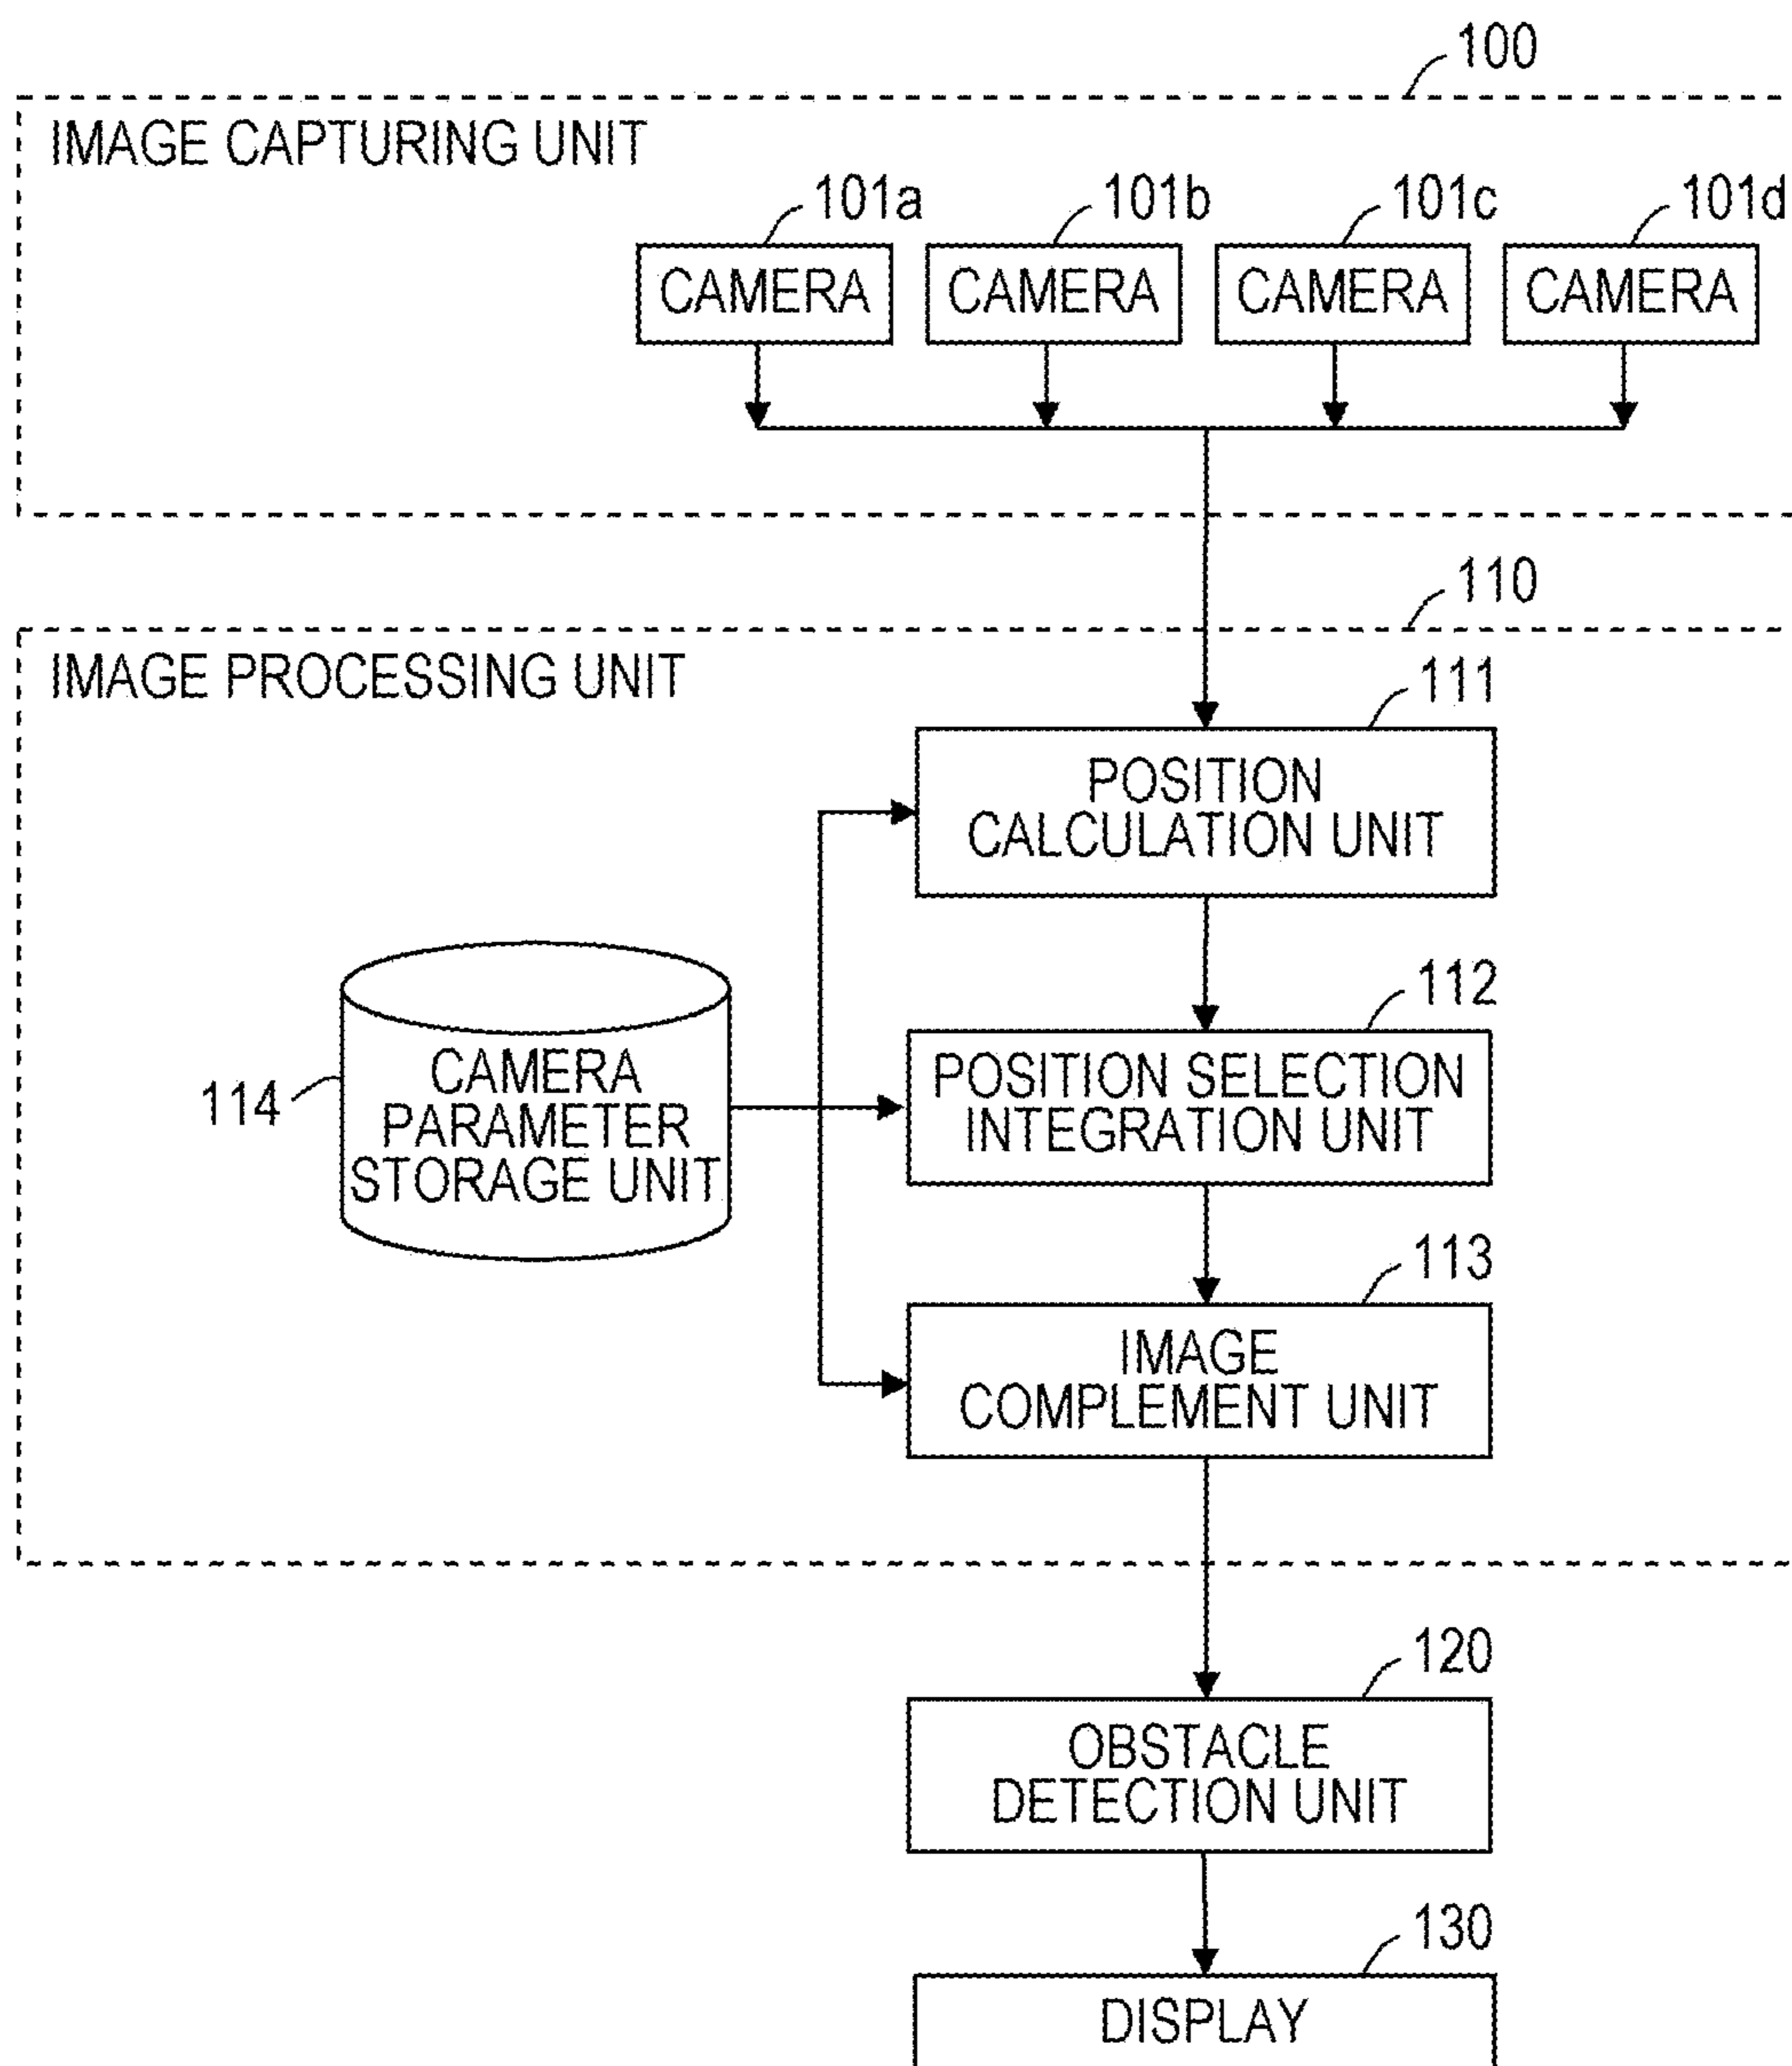 100
IMAGE CAPTURING UNIT
101a
101b
101c
101d
CAMERA
CAMERA
CAMERA
CAMERA
110
IMAGE PROCESSING UNIT
111
POSITION
CALCULATION UNIT
112
POSITION SELECTION
INTEGRATION UNIT
114
CAMERA
PARAMETER
STORAGE UNIT
113
IMAGE
COMPLEMENT UNIT
120
OBSTACLE
DETECTION UNIT
130
DISPLAY